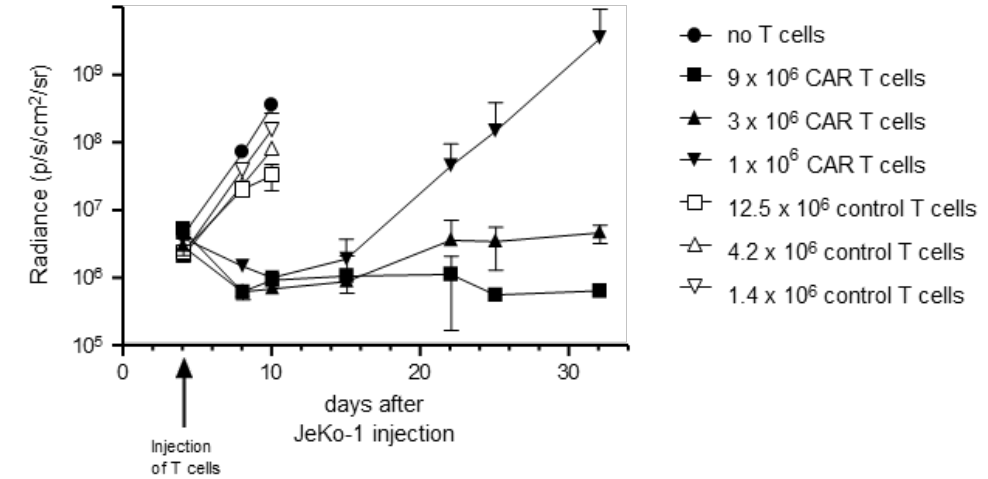 Radiance (p/s/cm²/sr)
10⁹
10⁸
10⁷
10⁶
10⁵
0
10
20
30
days after
JeKo-1 injection
Injection
of T cells
no T cells
9 x 10⁶ CAR T cells
3 x 10⁶ CAR T cells
1 x 10⁶ CAR T cells
12.5 x 10⁶ control T cells
4.2 x 10⁶ control T cells
1.4 x 10⁶ control T cells